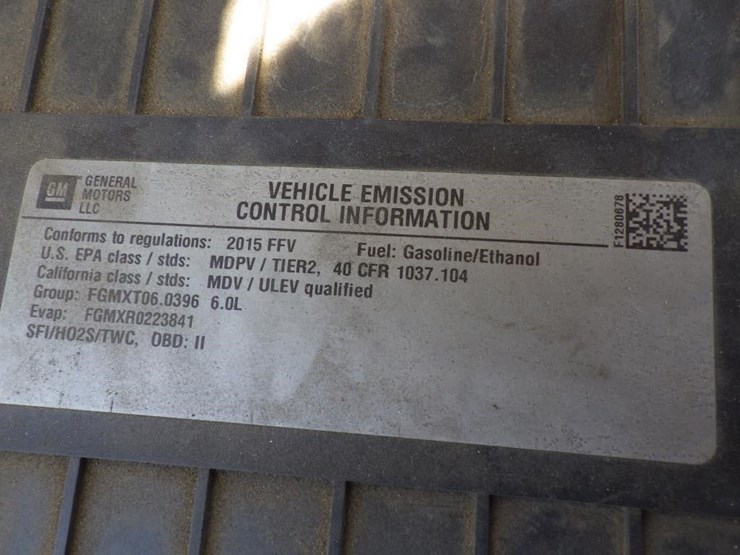 GM
GENERAL
MOTORS
LLC
VEHICLE EMISSION
CONTROL INFORMATION
Conforms to regulations: 2015 FFV Fuel: Gasoline/Ethanol
U.S. EPA class / stds: MDPV / TIER2, 40 CFR 1037.104
California class / stds: MDV / ULEV qualified
Group: FGMXT06.0396 6.0L
Evap: FGMXR0223841
SFI/HO2S/TWC, OBD: II
F1280678